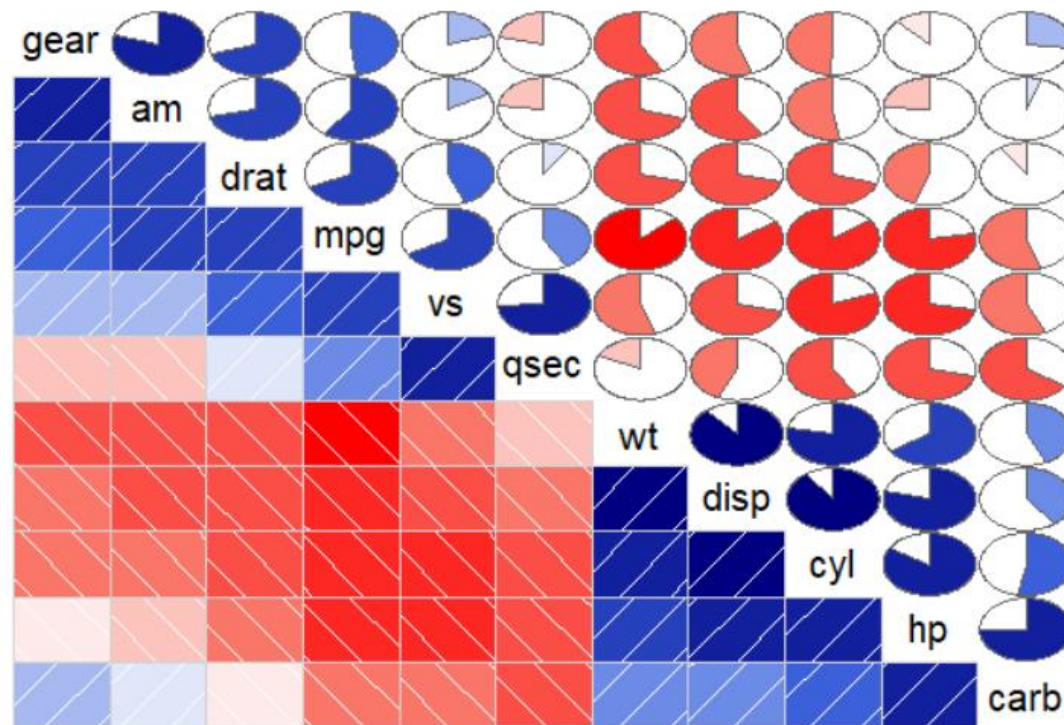 gear
am
drat
mpg
vs
qsec
wt
disp
cyl
hp
carb